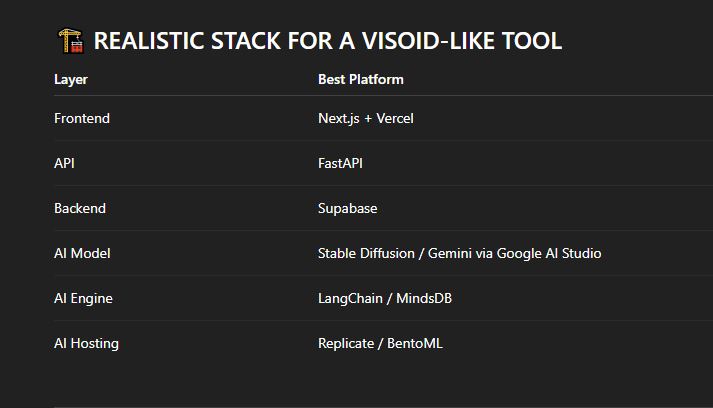 🏗️ REALISTIC STACK FOR A VISOID-LIKE TOOL
Layer Best Platform
Frontend Next.js + Vercel
API FastAPI
Backend Supabase
AI Model Stable Diffusion / Gemini via Google AI Studio
AI Engine LangChain / MindsDB
AI Hosting Replicate / BentoML